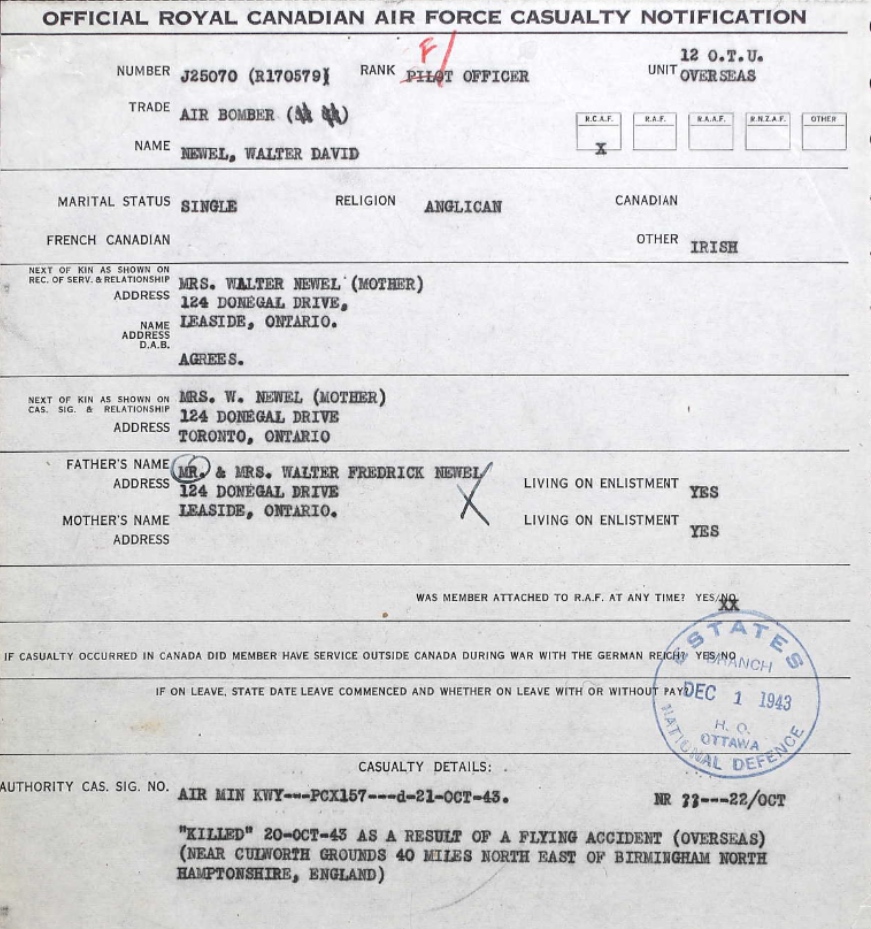 OFFICIAL ROYAL CANADIAN AIR FORCE CASUALTY NOTIFICATION
NUMBER J25070 (R170579) RANK F/ PILOT OFFICER UNIT 12 O.T.U. OVERSEAS
TRADE AIR BOMBER
R.C.A.F. R.A.F. R.A.A.F. R.N.Z.A.F. OTHER
X
NAME NEWEL, WALTER DAVID
MARITAL STATUS SINGLE RELIGION ANGLICAN CANADIAN
FRENCH CANADIAN OTHER IRISH
NEXT OF KIN AS SHOWN ON
REC. OF SERV. & RELATIONSHIP MRS. WALTER NEWEL (MOTHER)
ADDRESS 124 DONEGAL DRIVE,
LEASIDE, ONTARIO.
NAME
ADDRESS
D.A.B.
AGREES.
NEXT OF KIN AS SHOWN ON
CAS. SIG. & RELATIONSHIP MRS. W. NEWEL (MOTHER)
124 DONEGAL DRIVE
ADDRESS TORONTO, ONTARIO
FATHER'S NAME MR. & MRS. WALTER FREDRICK NEWEL
ADDRESS 124 DONEGAL DRIVE LIVING ON ENLISTMENT YES
LEASIDE, ONTARIO.
MOTHER'S NAME LIVING ON ENLISTMENT YES
ADDRESS
WAS MEMBER ATTACHED TO R.A.F. AT ANY TIME? YES/NO
XX
IF CASUALTY OCCURRED IN CANADA DID MEMBER HAVE SERVICE OUTSIDE CANADA DURING WAR WITH THE GERMAN REICH? YES/NO
IF ON LEAVE, STATE DATE LEAVE COMMENCED AND WHETHER ON LEAVE WITH OR WITHOUT PAY?
ESTATES
BRANCH
DEC 1 1943
H. Q.
OTTAWA
NATIONAL DEFENCE
CASUALTY DETAILS:
AUTHORITY CAS. SIG. NO. AIR MIN KWY---PCX157---d-21-OCT-43. NR ---22/OCT
"KILLED" 20-OCT-43 AS A RESULT OF A FLYING ACCIDENT (OVERSEAS)
(NEAR CULWORTH GROUNDS 40 MILES NORTH EAST OF BIRMINGHAM NORTH
HAMPTONSHIRE, ENGLAND)